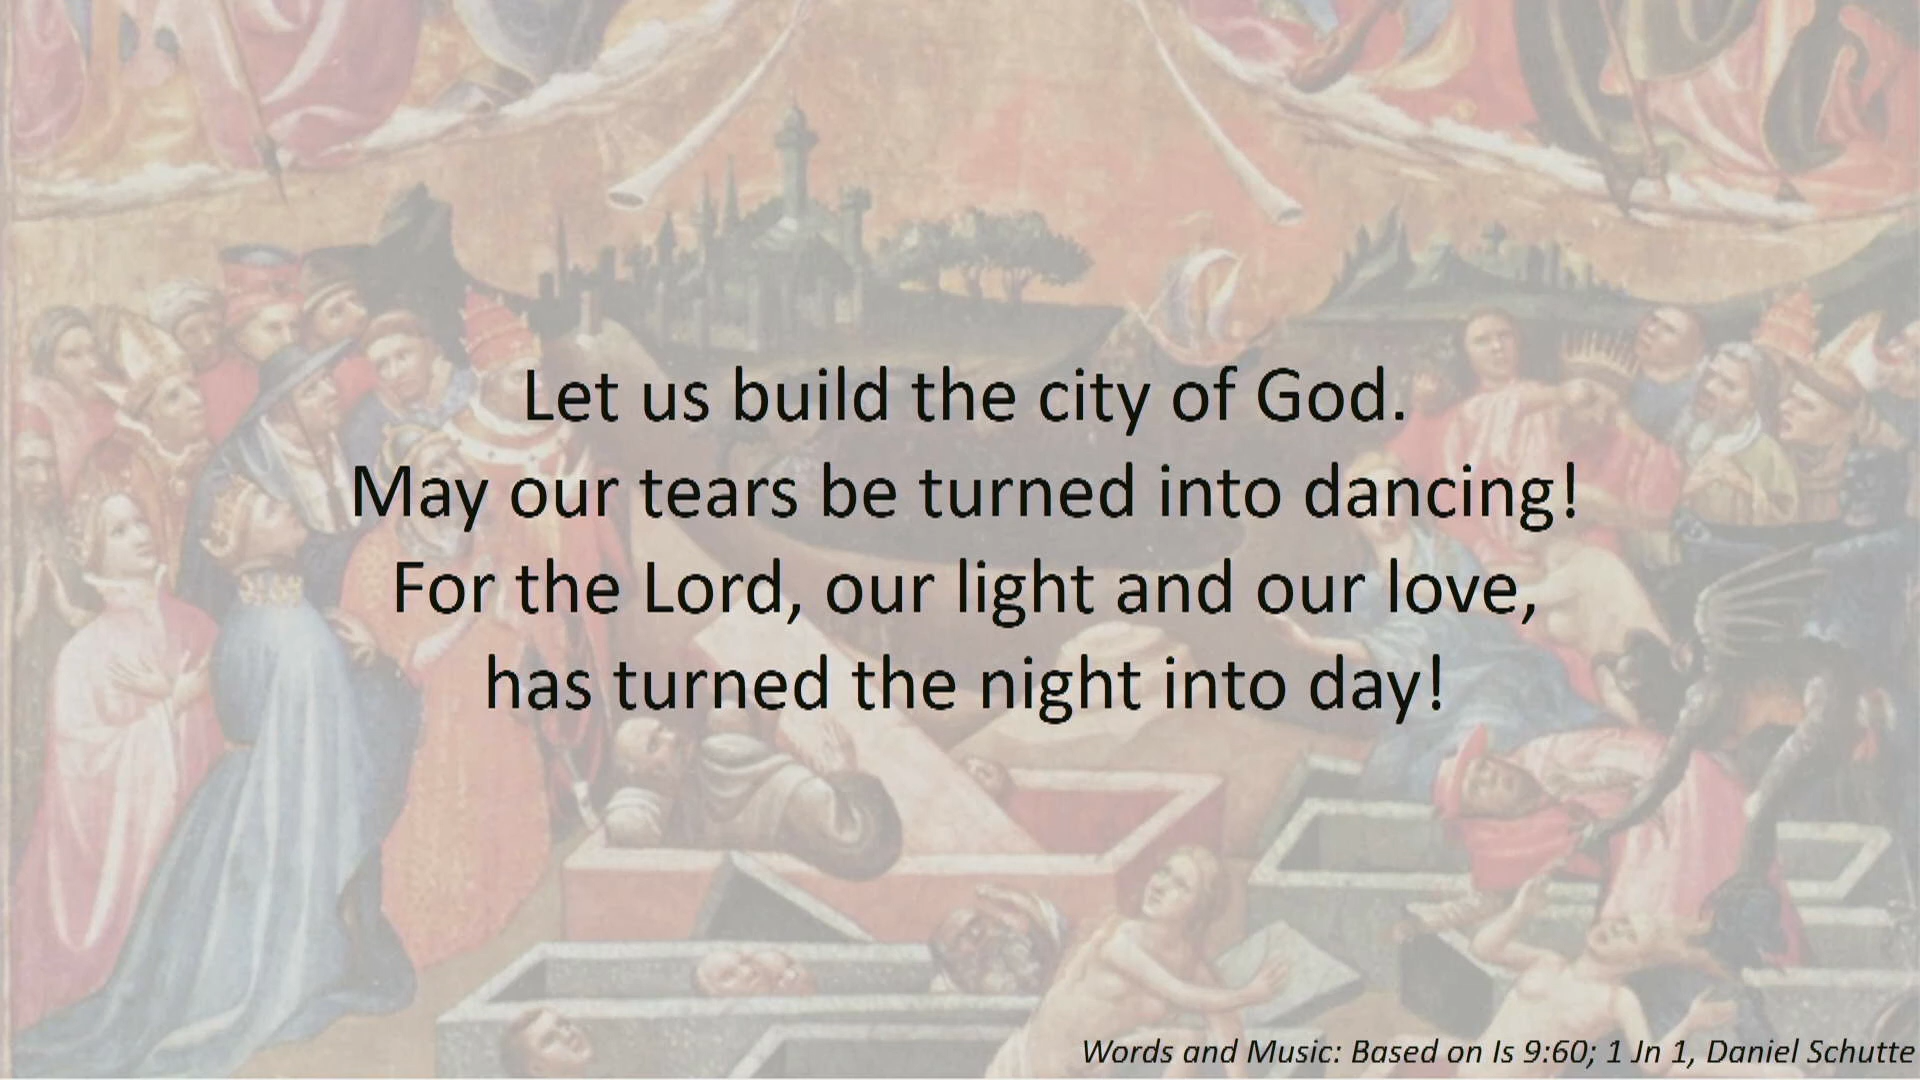 Let us build the city of God.
May our tears be turned into dancing!
For the Lord, our light and our love,
has turned the night into day!
Words and Music: Based on Is 9:60; 1 Jn 1, Daniel Schutte